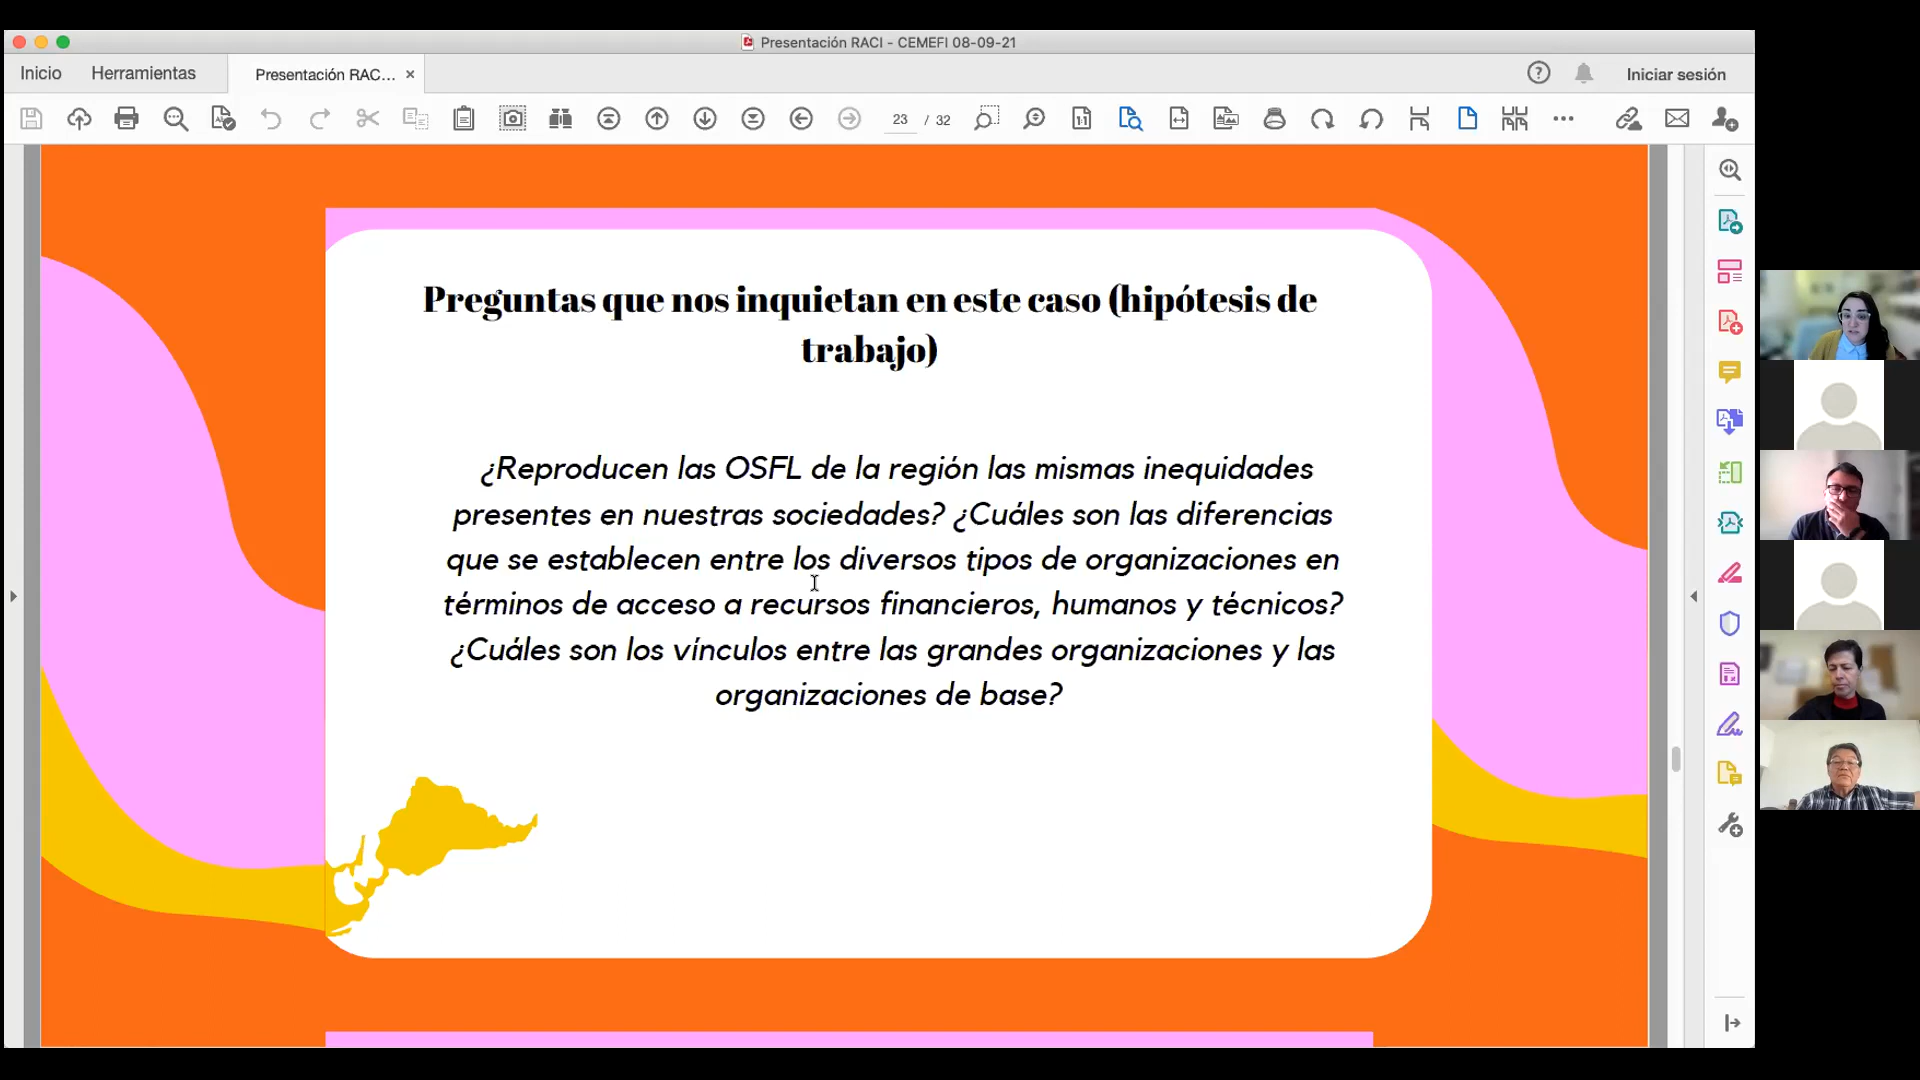 Presentación RACI - CEMEFI 08-09-21
Inicio
Herramientas
Presentación RAC...
Iniciar sesión
23 / 32
Preguntas que nos inquietan en este caso (hipótesis de
trabajo)
¿Reproducen las OSFL de la región las mismas inequidades
presentes en nuestras sociedades? ¿Cuáles son las diferencias
que se establecen entre los diversos tipos de organizaciones en
términos de acceso a recursos financieros, humanos y técnicos?
¿Cuáles son los vínculos entre las grandes organizaciones y las
organizaciones de base?